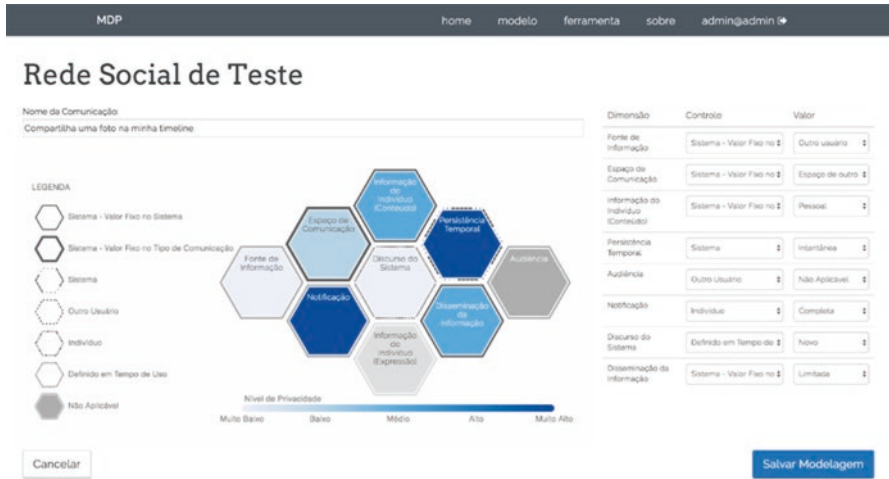 MDP home modelo ferramenta sobre admin@admin
Rede Social de Teste
Nome da Comunicação:
Compartilha uma foto na minha timeline
LEGENDA
Sistema - Valor Fixo no Sistema
Sistema - Valor Fixo no Tipo de Comunicação
Sistema
Outro Usuário
Indivíduo
Definido em Tempo de Uso
Não Aplicável
Informação
do
Indivíduo
(Conteúdo)
Espaço de
Comunicação
Persistência
Temporal
Fonte de
Informação
Discurso do
Sistema
Audiência
Notificação
Disseminação
da
Informação
Informação
do
Indivíduo
(Expressão)
Nível de Privacidade
Muito Baixo Baixo Médio Alto Muito Alto
Dimensão Controle Valor
Fonte de
Informação
Sistema - Valor Fixo no Outro usuário
Espaço de
Comunicação
Sistema - Valor Fixo no Espaço de outro
Informação do
Indivíduo
(Conteúdo)
Sistema - Valor Fixo no Pessoal
Persistência
Temporal
Sistema Instantânea
Audiência Outro Usuário Não Aplicável
Notificação Indivíduo Completa
Discurso do
Sistema
Definido em Tempo de Novo
Disseminação da
Informação
Sistema - Valor Fixo no Limitada
Cancelar Salvar Modelagem